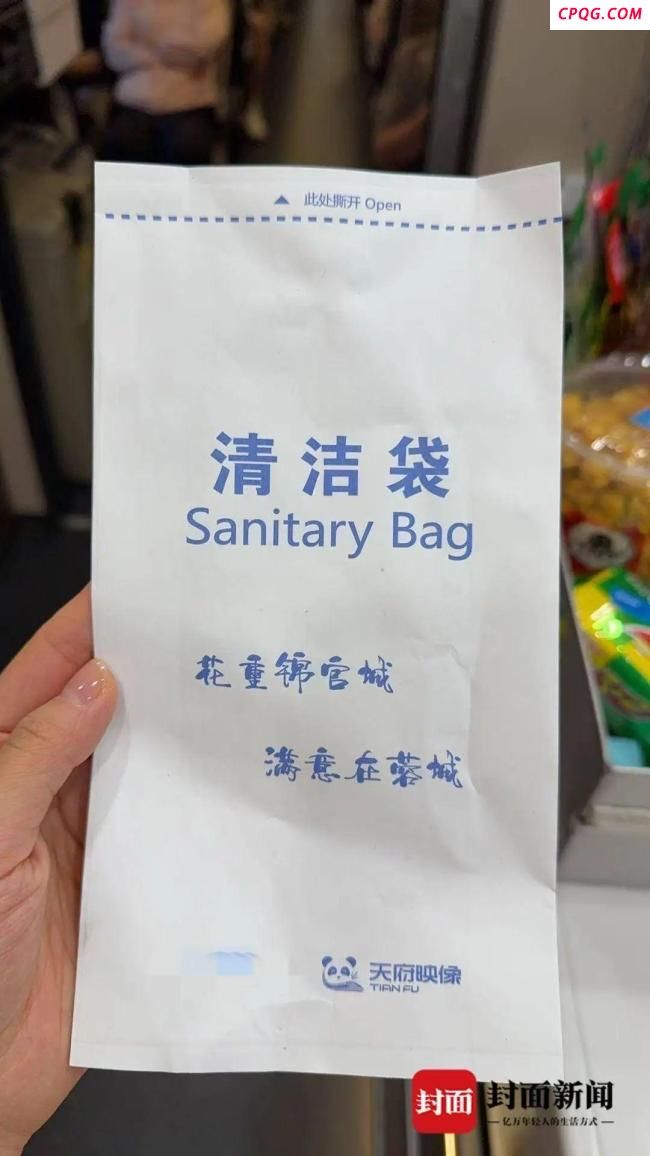 CPQG.COM
▲ 此处撕开 Open
清洁袋
Sanitary Bag
花重锦官城
满意在蓉城
天府映像
TIAN FU
封面 封面新闻
亿万年轻人的生活方式